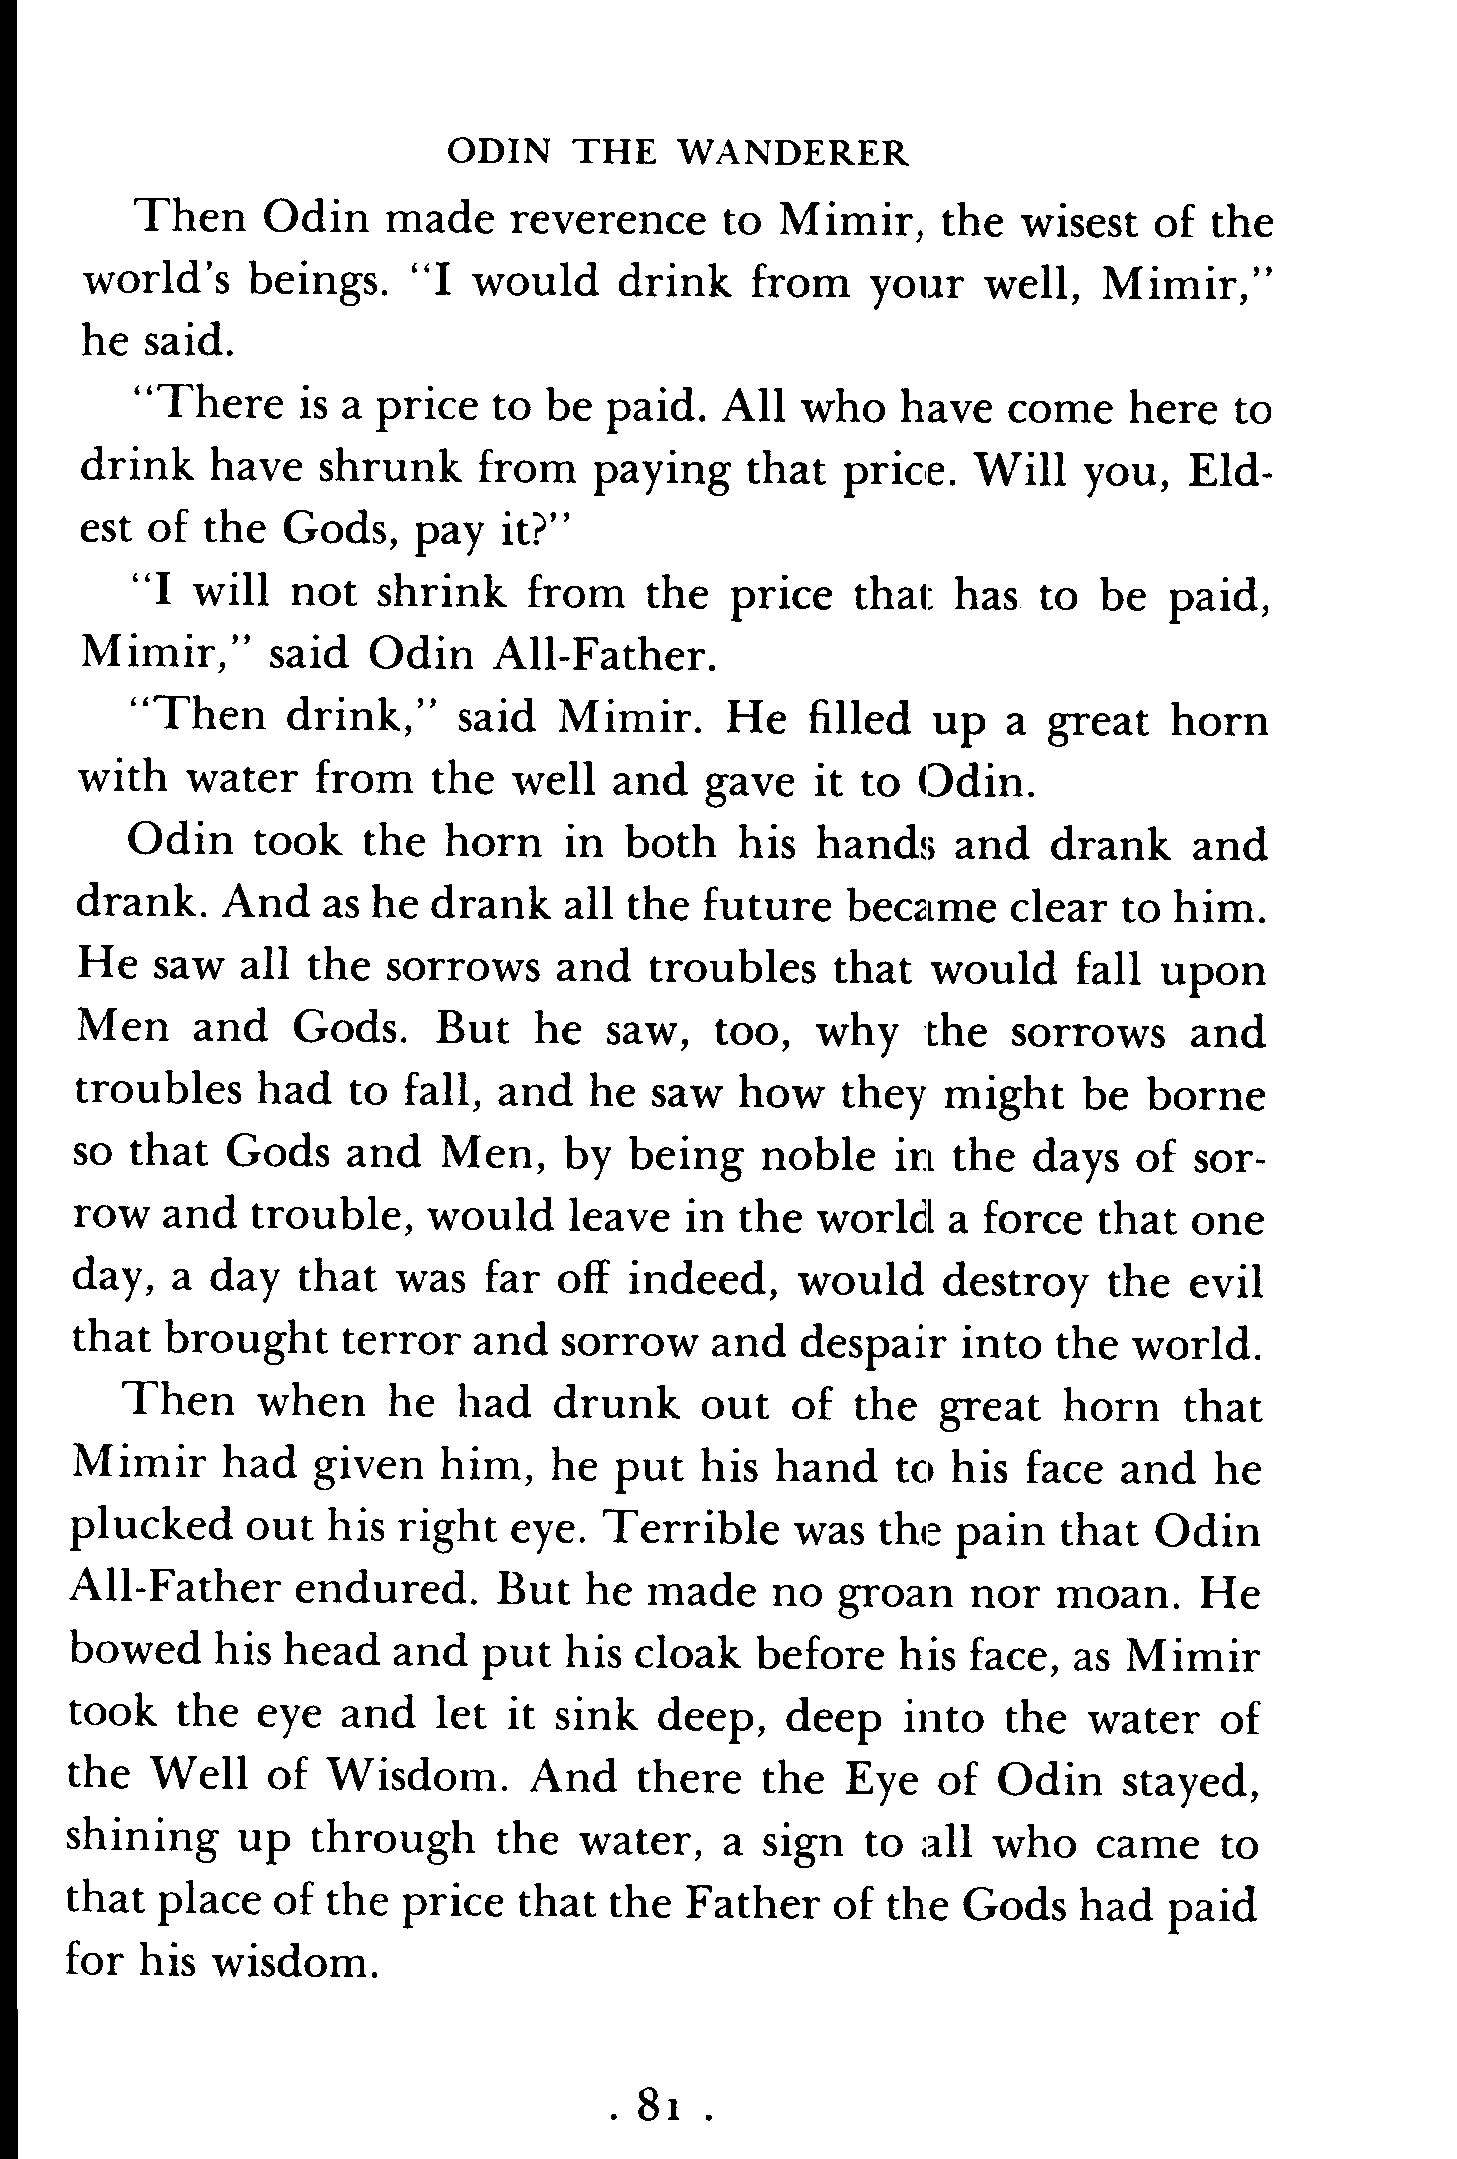 ODIN THE WANDERER
Then Odin made reverence to Mimir, the wisest of the
world's beings. "I would drink from your well, Mimir,"
he said.
"There is a price to be paid. All who have come here to
drink have shrunk from paying that price. Will you, Eld-
est of the Gods, pay it?"
"I will not shrink from the price that has to be paid,
Mimir," said Odin All-Father.
"Then drink," said Mimir. He filled up a great horn
with water from the well and gave it to Odin.
Odin took the horn in both his hands and drank and
drank. And as he drank all the future became clear to him.
He saw all the sorrows and troubles that would fall upon
Men and Gods. But he saw, too, why the sorrows and
troubles had to fall, and he saw how they might be borne
so that Gods and Men, by being noble in the days of sor-
row and trouble, would leave in the world a force that one
day, a day that was far off indeed, would destroy the evil
that brought terror and sorrow and despair into the world.
Then when he had drunk out of the great horn that
Mimir had given him, he put his hand to his face and he
plucked out his right eye. Terrible was the pain that Odin
All-Father endured. But he made no groan nor moan. He
bowed his head and put his cloak before his face, as Mimir
took the eye and let it sink deep, deep into the water of
the Well of Wisdom. And there the Eye of Odin stayed,
shining up through the water, a sign to all who came to
that place of the price that the Father of the Gods had paid
for his wisdom.
. 81 .